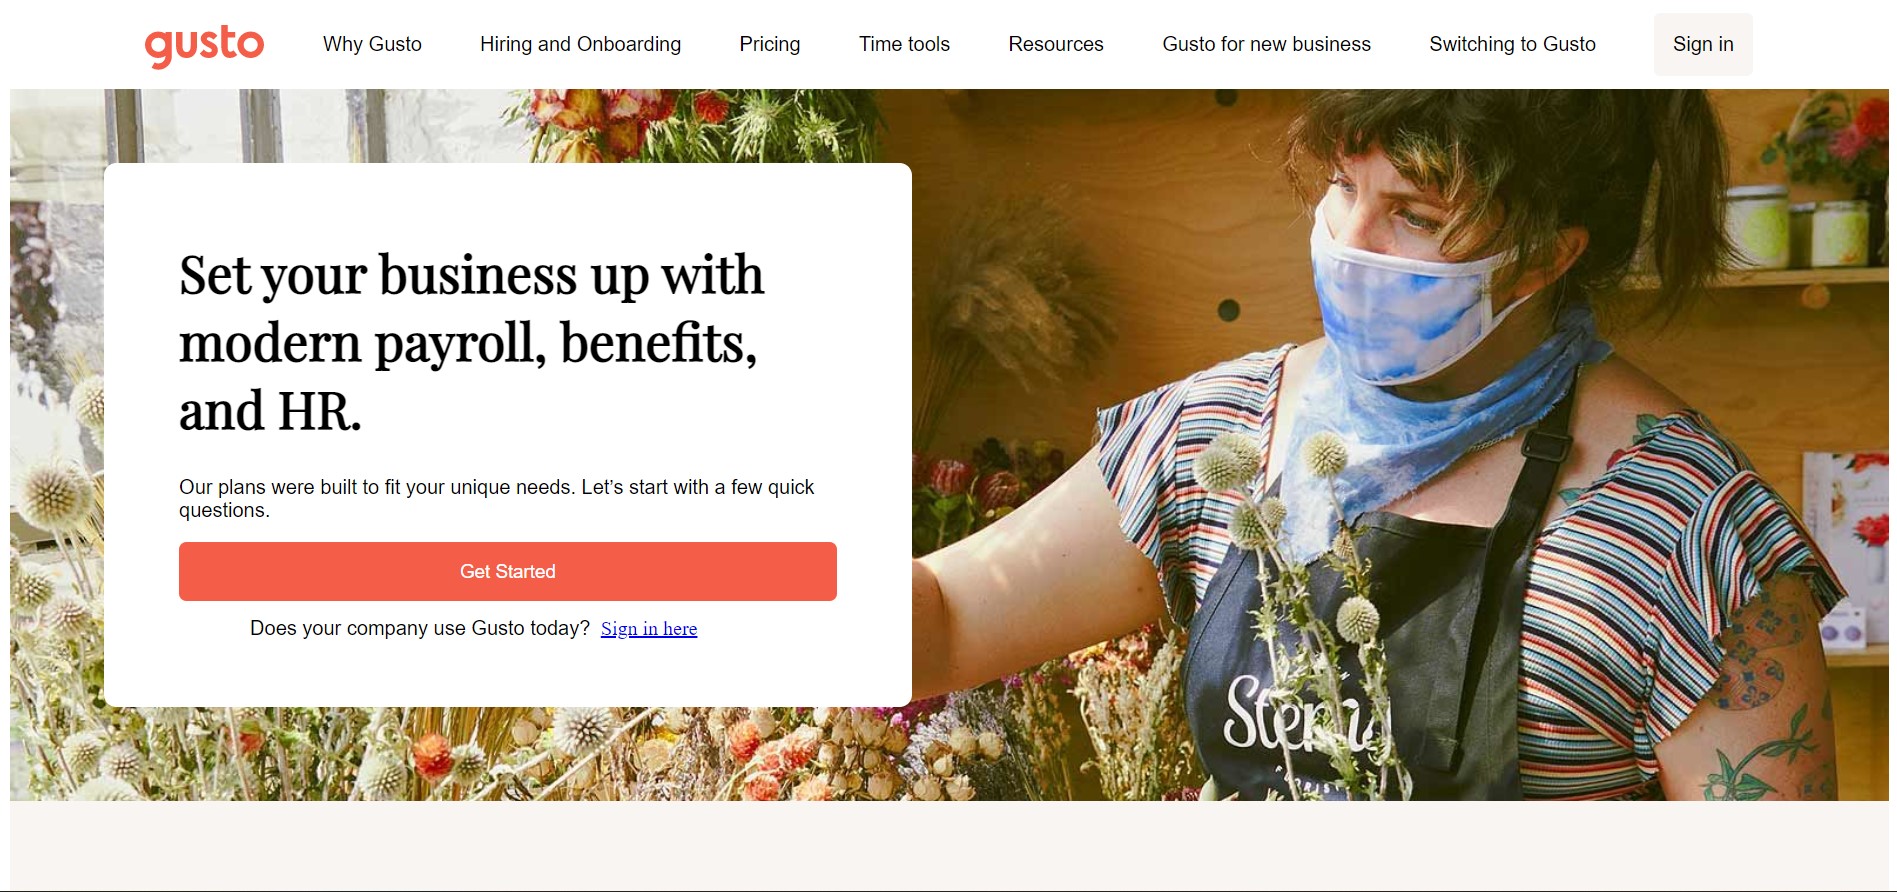 gusto
Why Gusto
Hiring and Onboarding
Pricing
Time tools
Resources
Gusto for new business
Switching to Gusto
Sign in
Set your business up with
modern payroll, benefits,
and HR.
Our plans were built to fit your unique needs. Let’s start with a few quick
questions.
Get Started
Does your company use Gusto today? Sign in here